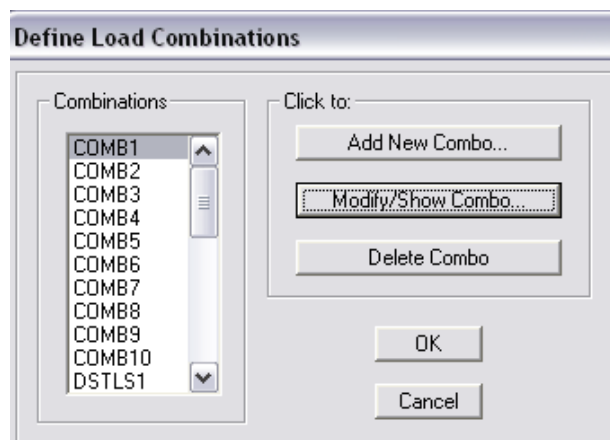 Define Load Combinations
Combinations
COMB1
COMB2
COMB3
COMB4
COMB5
COMB6
COMB7
COMB8
COMB9
COMB10
DSTLS1
Click to:
Add New Combo...
Modify/Show Combo...
Delete Combo
OK
Cancel